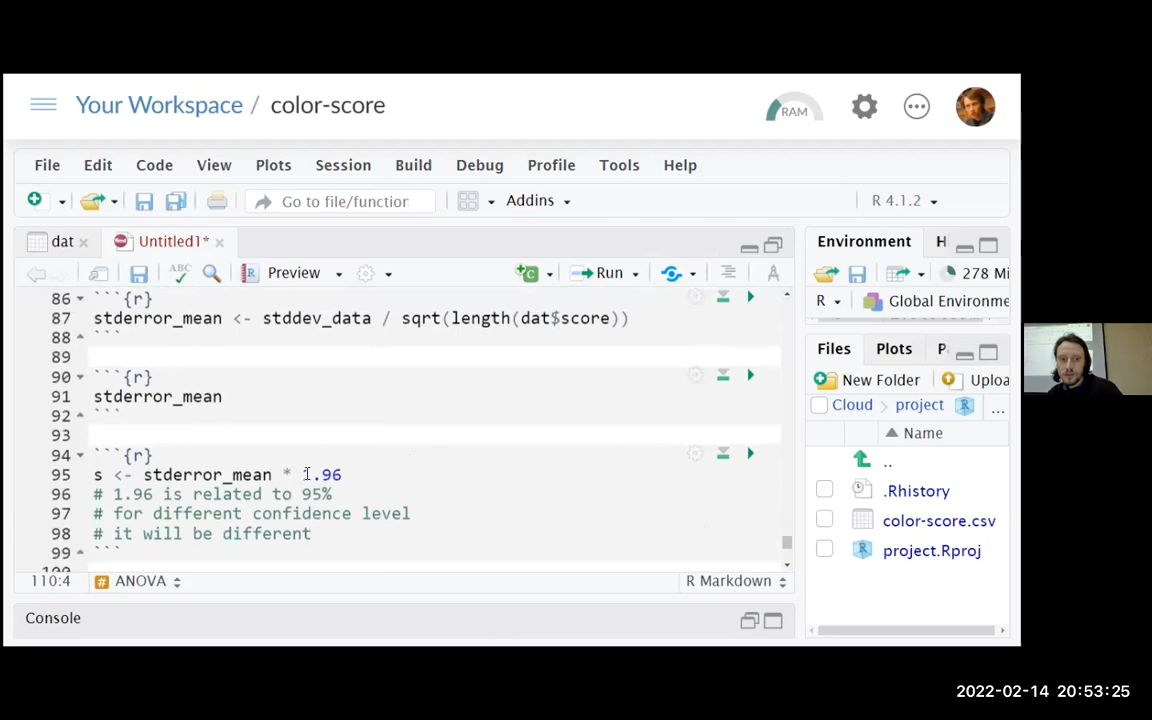 Your Workspace / color-score
RAM
File Edit Code View Plots Session Build Debug Profile Tools Help
Go to file/function
Addins
R 4.1.2
dat
Untitled1*
Environment H
ABC
Preview
Run
278 Mi
R
Global Environme
86 ```{r}
87 stderror_mean <- stddev_data / sqrt(length(dat$score))
88 ```
89
90 ```{r}
91 stderror_mean
92 ```
93
94 ```{r}
95 s <- stderror_mean * 1.96
96 # 1.96 is related to 95%
97 # for different confidence level
98 # it will be different
99 ```
100
110:4 # ANOVA R Markdown
Console
Files Plots P
New Folder Uploa
Cloud project ...
Name
..
.Rhistory
color-score.csv
project.Rproj
2022-02-14 20:53:25